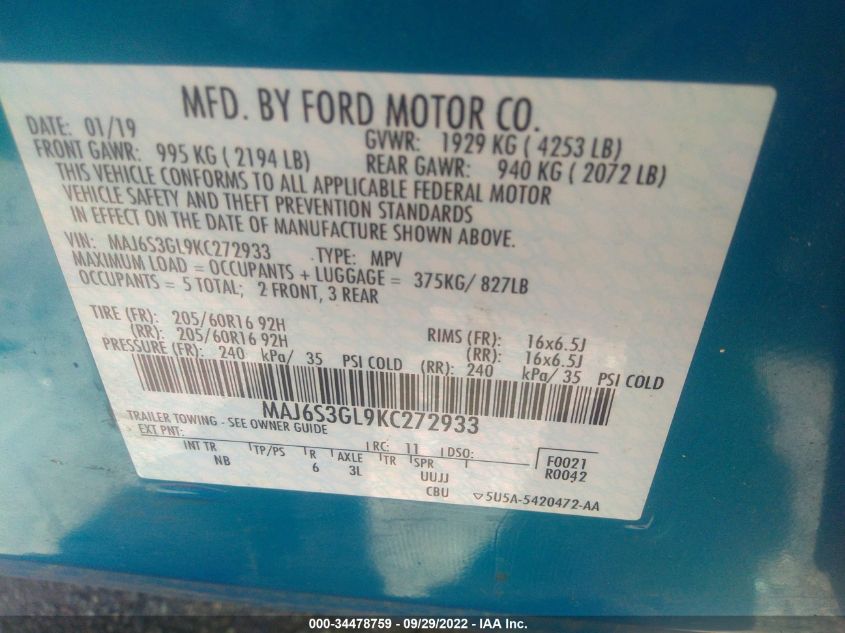 MFD. BY FORD MOTOR CO.
DATE: 01/19 GVWR: 1929 KG ( 4253 LB)
FRONT GAWR: 995 KG ( 2194 LB) REAR GAWR: 940 KG ( 2072 LB)
THIS VEHICLE CONFORMS TO ALL APPLICABLE FEDERAL MOTOR
VEHICLE SAFETY AND THEFT PREVENTION STANDARDS
IN EFFECT ON THE DATE OF MANUFACTURE SHOWN ABOVE.
VIN: MAJ6S3GL9KC272933 TYPE: MPV
MAXIMUM LOAD = OCCUPANTS + LUGGAGE = 375KG/ 827LB
OCCUPANTS = 5 TOTAL; 2 FRONT, 3 REAR
TIRE (FR): 205/60R16 92H RIMS (FR): 16x6.5J
(RR): 205/60R16 92H (RR): 16x6.5J
PRESSURE (FR): 240 kPa/ 35 PSI COLD (RR): 240 kPa/ 35 PSI COLD
MAJ6S3GL9KC272933
TRAILER TOWING - SEE OWNER GUIDE
EXT PNT: RC: 11 DSO:
INT TR TP/PS R AXLE TR SPR F0021
NB 6 3L UUJJ R0042
CBU 5U5A-5420472-AA
000-34478759 - 09/29/2022 - IAA Inc.